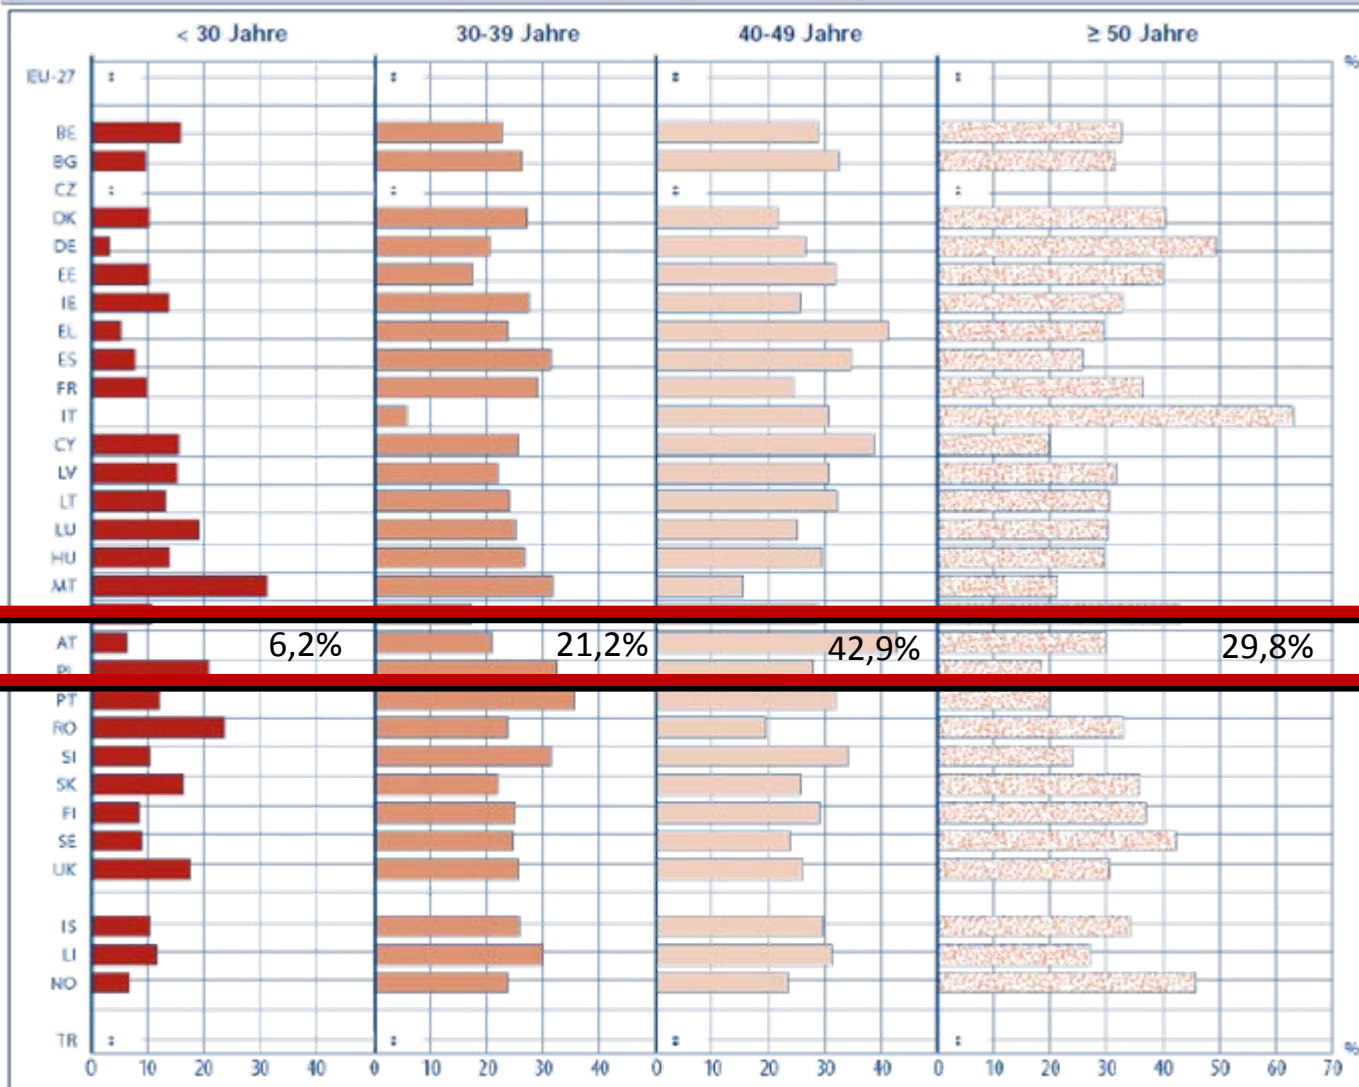 < 30 Jahre 30-39 Jahre 40-49 Jahre ≥ 50 Jahre
%
EU-27 : : : :
BE
BG
CZ : : : :
DK
DE
EE
IE
EL
ES
FR
IT
CY
LV
LT
LU
HU
MT
AT 6,2% 21,2% 42,9% 29,8%
PL
PT
RO
SI
SK
FI
SE
UK
IS
LI
NO
TR : : : :
%
0 10 20 30 40 0 10 20 30 40 0 10 20 30 40 0 10 20 30 40 50 60 70